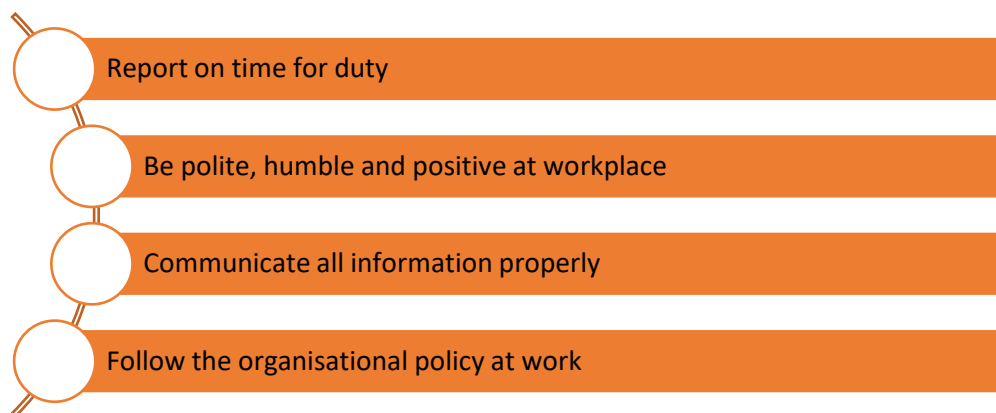 Report on time for duty
Be polite, humble and positive at workplace
Communicate all information properly
Follow the organisational policy at work